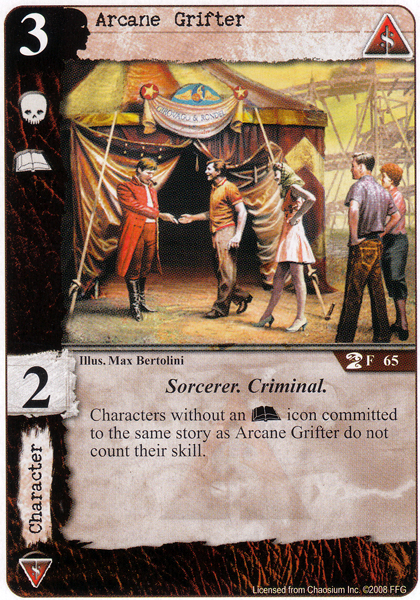 3
Arcane Grifter
Illus. Max Bertolini
F 65
2
Sorcerer. Criminal.
Characters without an icon committed
to the same story as Arcane Grifter do not
count their skill.
Character
Licensed from Chaosium Inc. ©2008 FFG